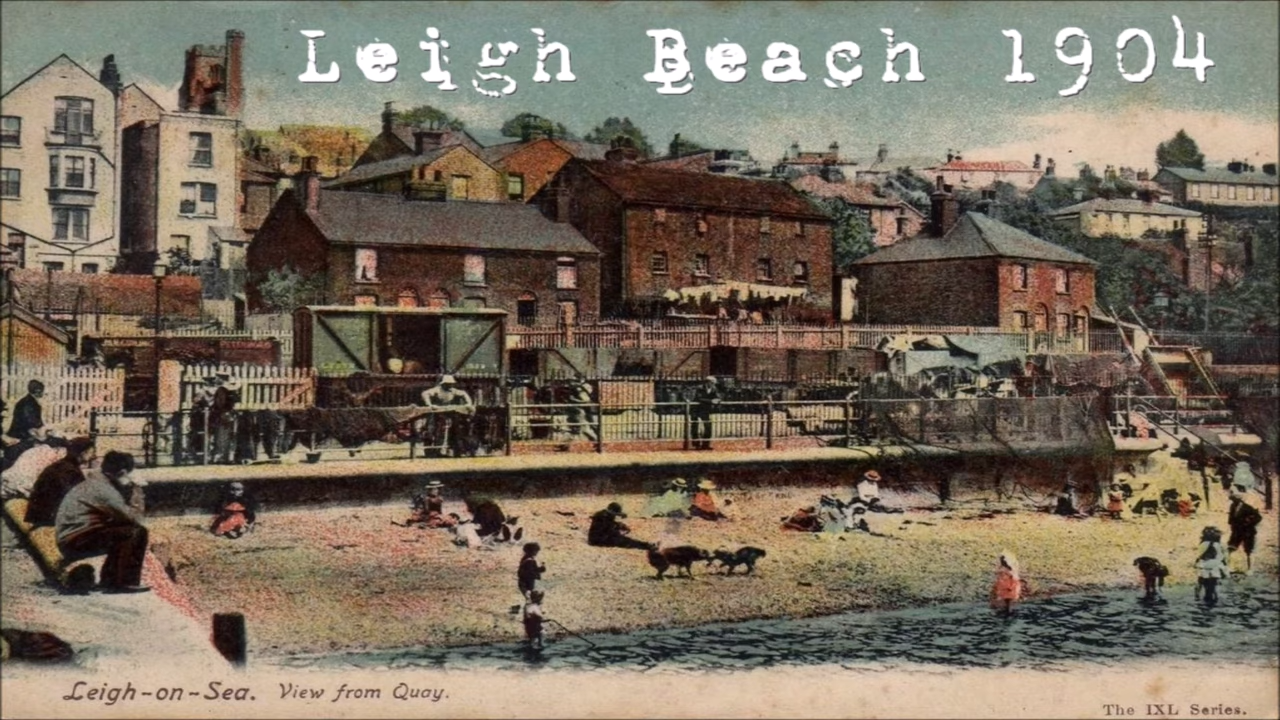 Leigh Beach 1904
Leigh-on-Sea. View from Quay.
The IXL Series.